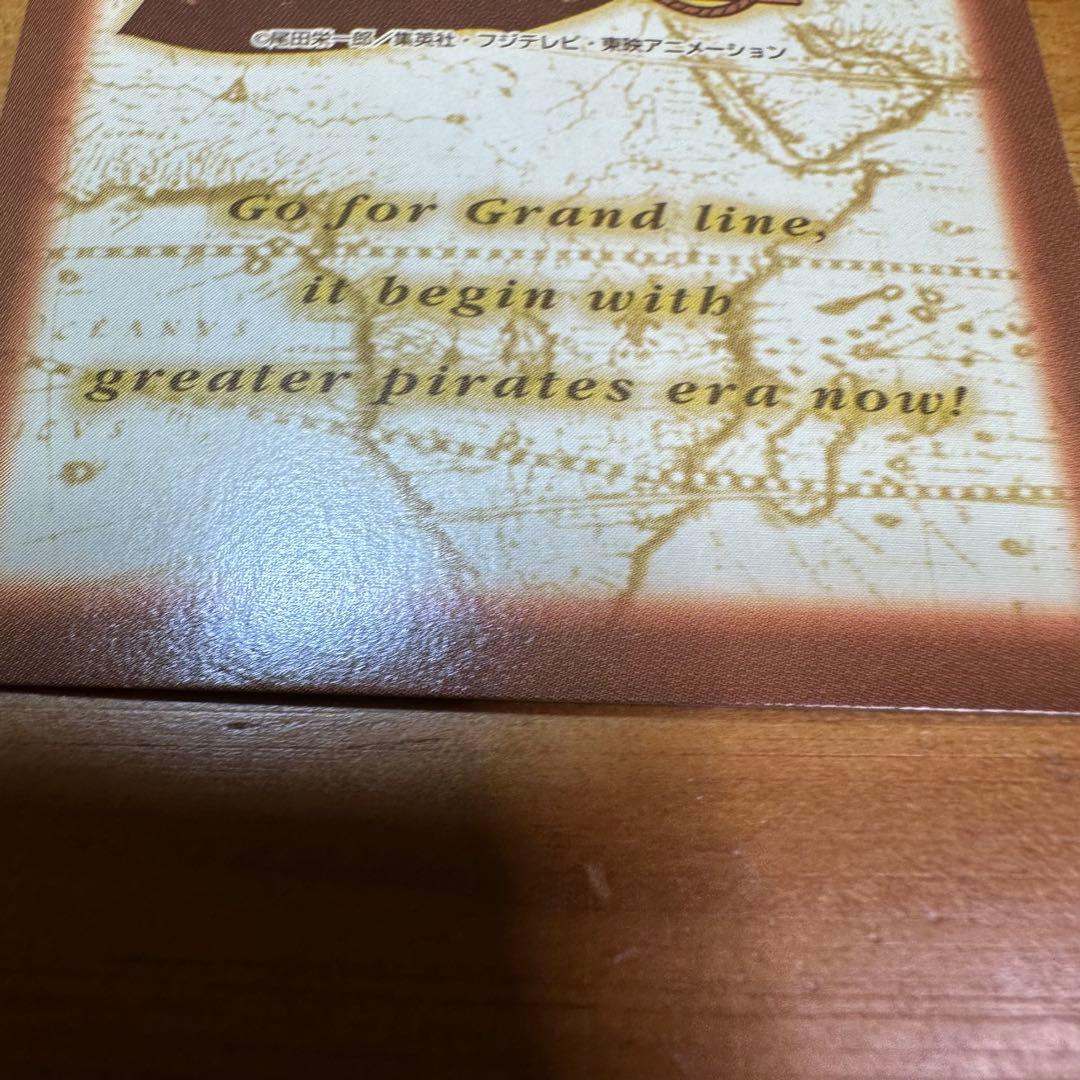 ©尾田栄一郎／集英社・フジテレビ・東映アニメーション
Go for Grand line,
it begin with
greater pirates era now!